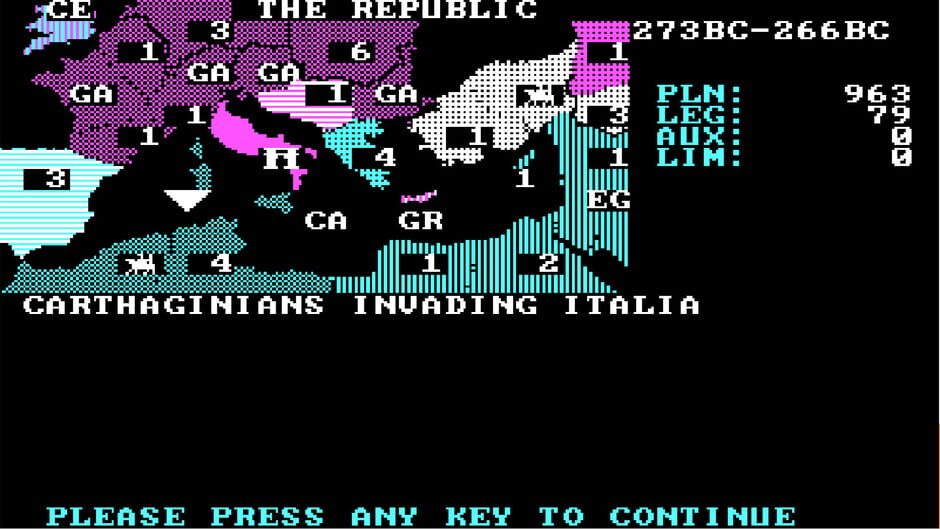 CE THE REPUBLIC
3 273BC-266BC
1 6 1
GA GA
GA I GA PLN: 963
1 3 LEG: 79
1 1 AUX: 0
4 1 LIM: 0
3 1
EG
CA GR
4 1 2
CARTHAGINIANS INVADING ITALIA
PLEASE PRESS ANY KEY TO CONTINUE